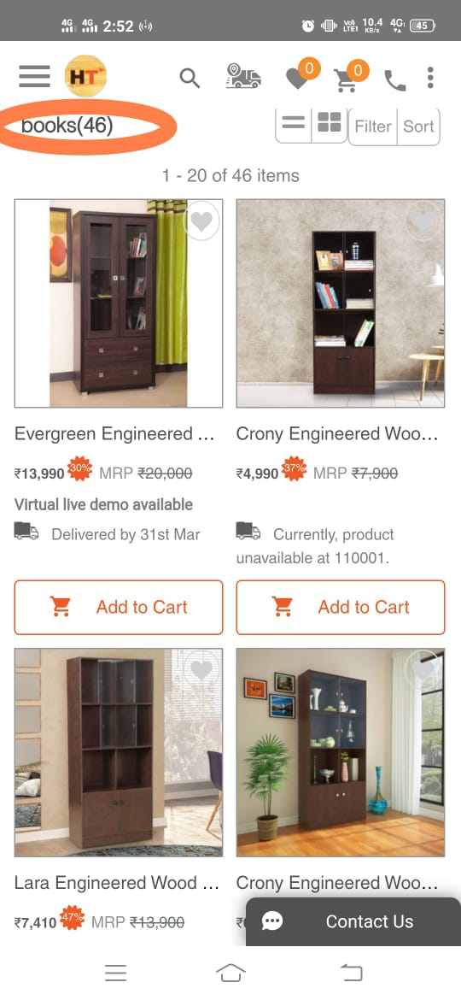 4G 4G 2:52 Vo) LTE1 10.4 KB/s 4G 45
HT 0 0
books(46)
Filter Sort
1 - 20 of 46 items
Evergreen Engineered ...
₹13,990 30% MRP ₹20,000
Virtual live demo available
Delivered by 31st Mar
Add to Cart
Crony Engineered Woo...
₹4,990 37% MRP ₹7,900
Currently, product
unavailable at 110001.
Add to Cart
Lara Engineered Wood ...
₹7,410 47% MRP ₹13,900
Crony Engineered Woo...
Contact Us